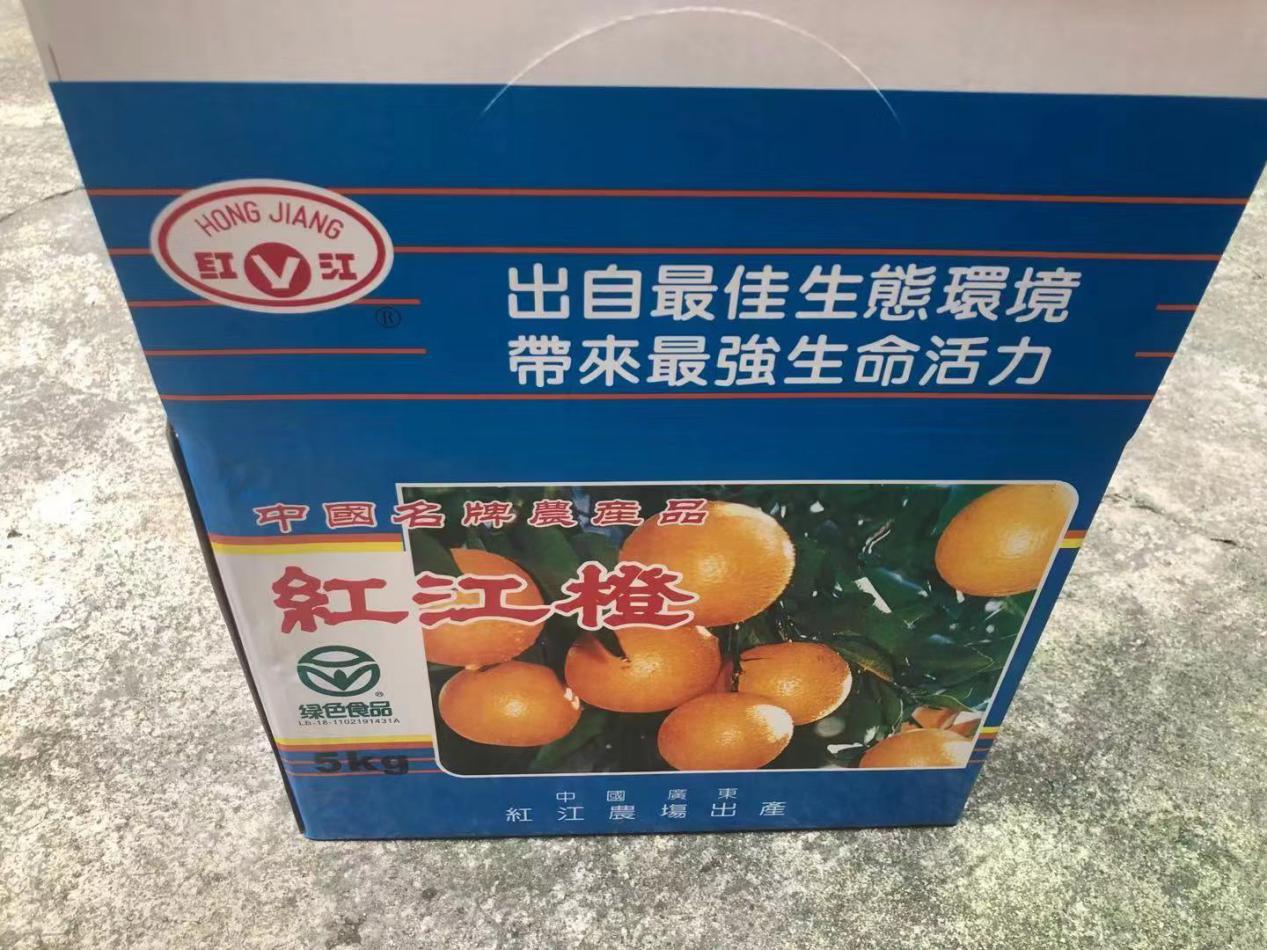 HONG JIANG
紅 江
®
出自最佳生態環境
帶來最強生命活力
中國名牌農産品
紅江橙
®
绿色食品
LB-18-1102191431A
5kg
中國廣東
紅江農場出產